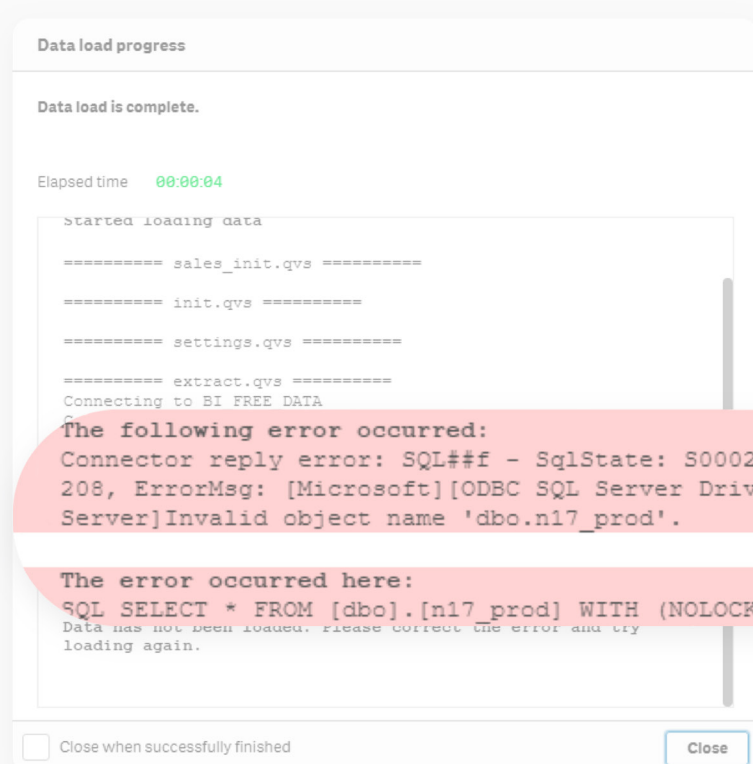 Data load progress
Data load is complete.
Elapsed time 00:00:04
Started loading data
========== sales_init.qvs ==========
========== init.qvs ==========
========== settings.qvs ==========
========== extract.qvs ==========
Connecting to BI FREE DATA
The following error occurred:
Connector reply error: SQL##f - SqlState: S0002
208, ErrorMsg: [Microsoft][ODBC SQL Server Driv
Server]Invalid object name 'dbo.n17_prod'.
The error occurred here:
SQL SELECT * FROM [dbo].[n17_prod] WITH (NOLOCK
Data has not been loaded. Please correct the error and try
loading again.
Close when successfully finished
Close